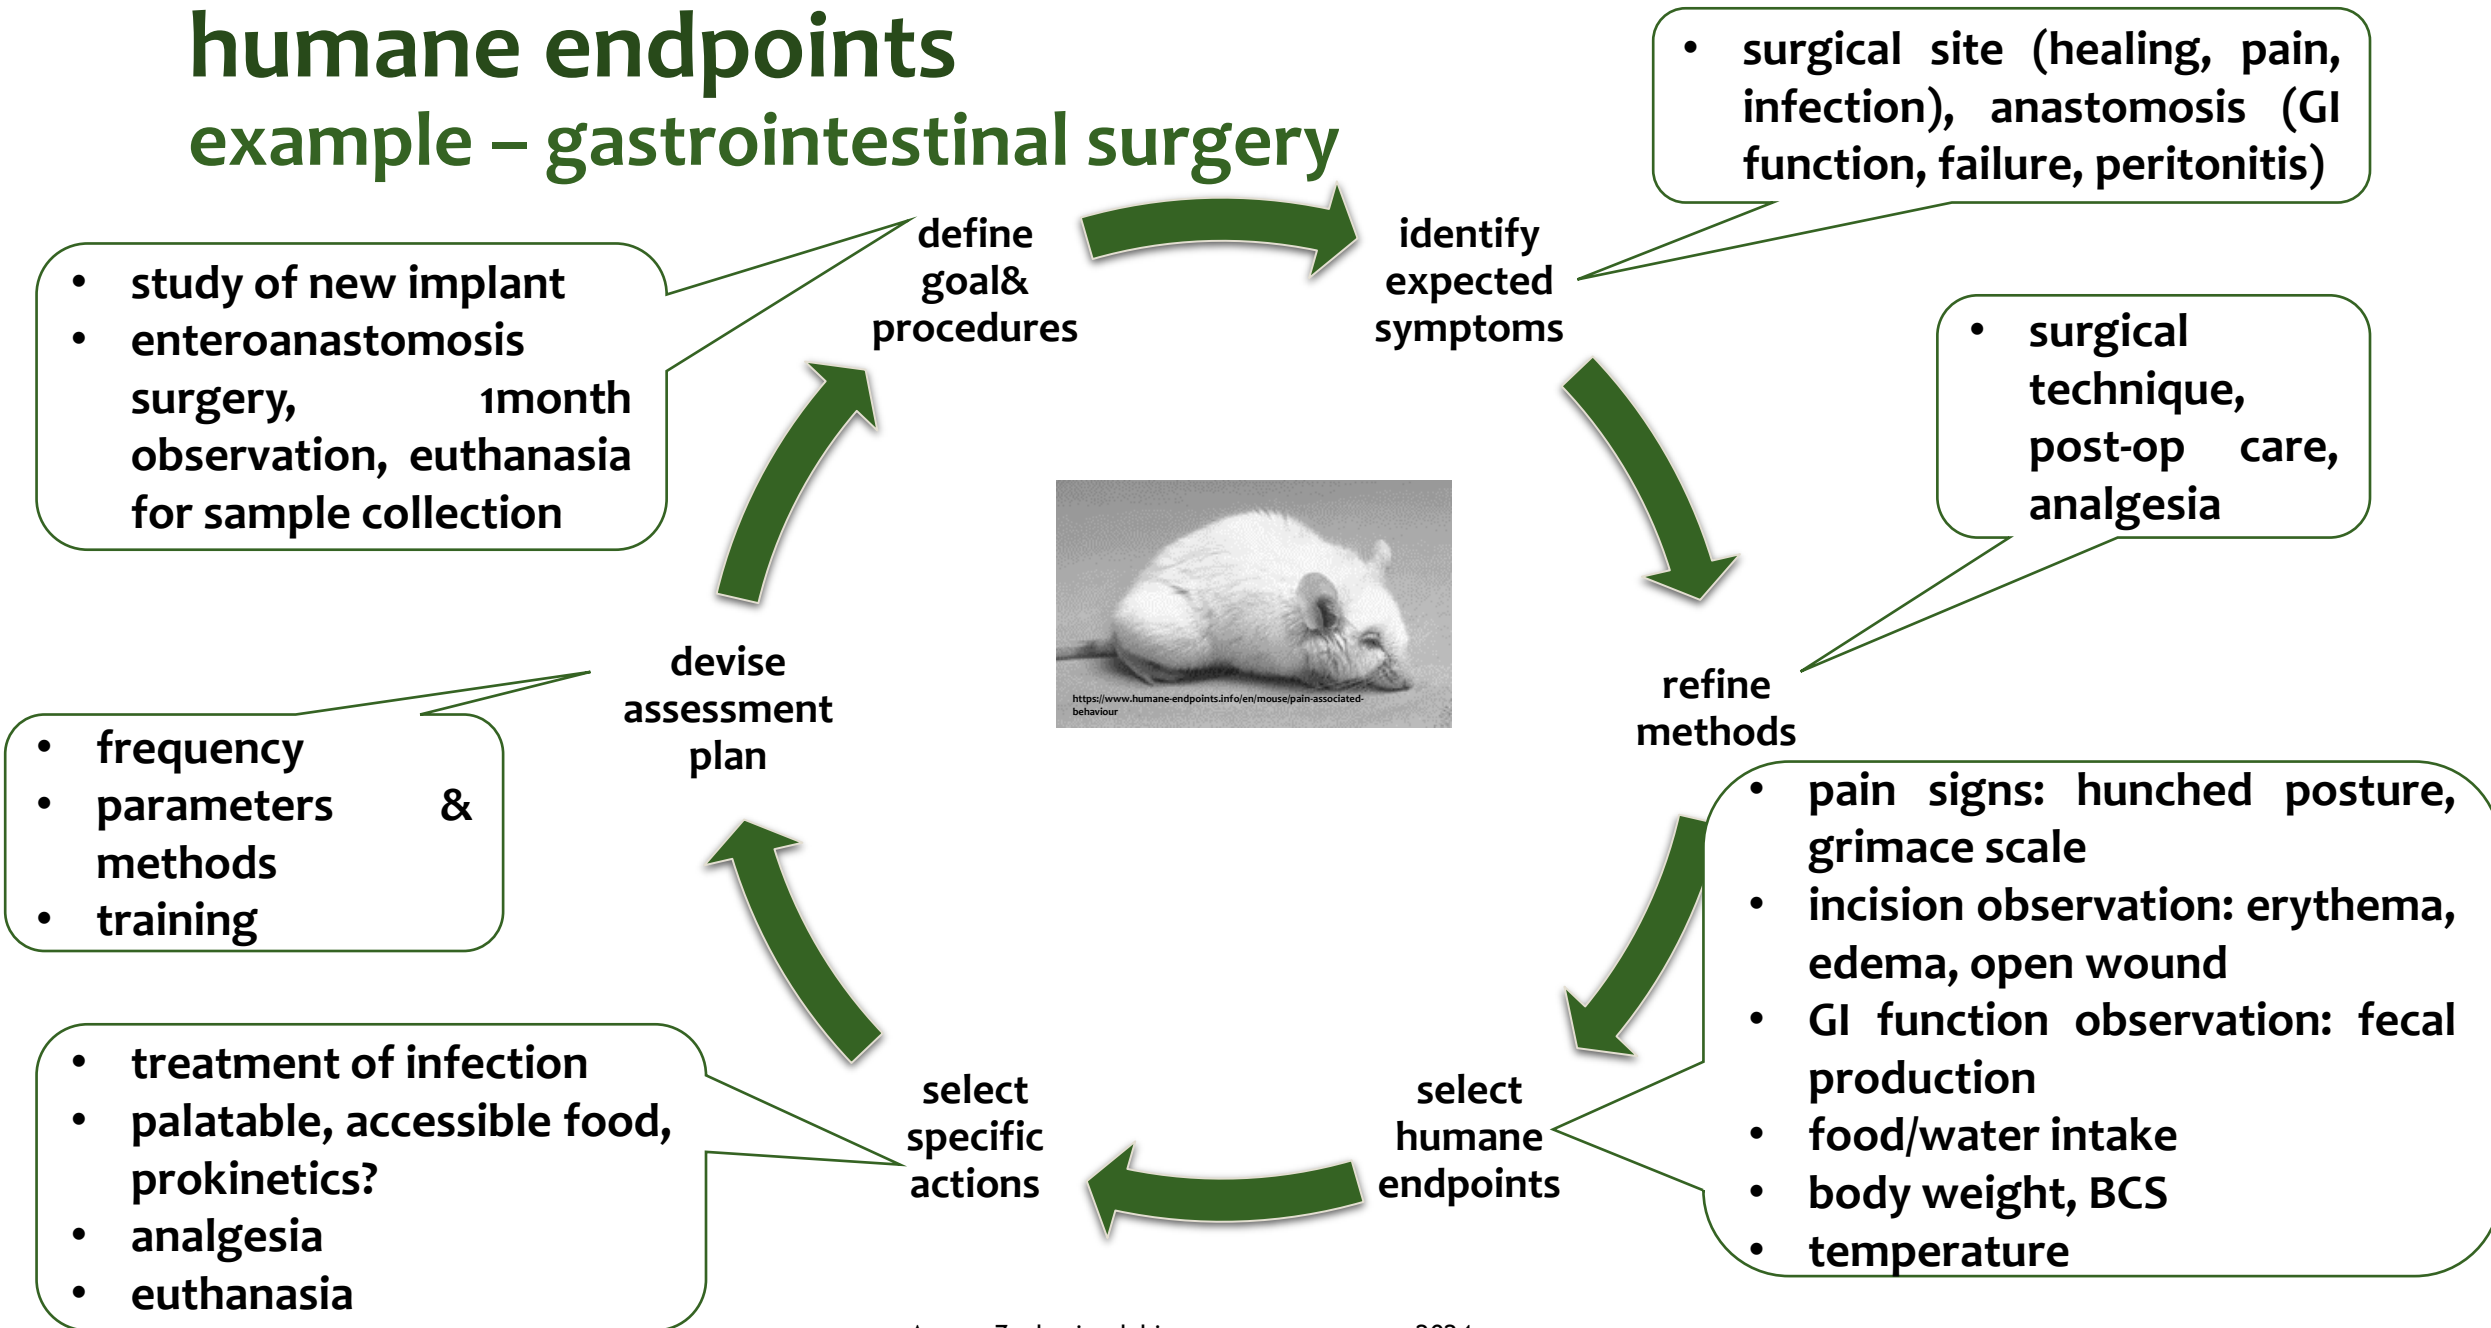 humane endpoints
example – gastrointestinal surgery
• surgical site (healing, pain,
infection), anastomosis (GI
function, failure, peritonitis)
define
goal&
procedures
identify
expected
symptoms
• study of new implant
• enteroanastomosis
surgery, 1month
observation, euthanasia
for sample collection
• surgical
technique,
post-op care,
analgesia
https://www.humane-endpoints.info/en/mouse/pain-associated-
behaviour
devise
assessment
plan
refine
methods
• frequency
• parameters &
methods
• training
• pain signs: hunched posture,
grimace scale
• incision observation: erythema,
edema, open wound
• GI function observation: fecal
production
• food/water intake
• body weight, BCS
• temperature
select
specific
actions
select
humane
endpoints
• treatment of infection
• palatable, accessible food,
prokinetics?
• analgesia
• euthanasia